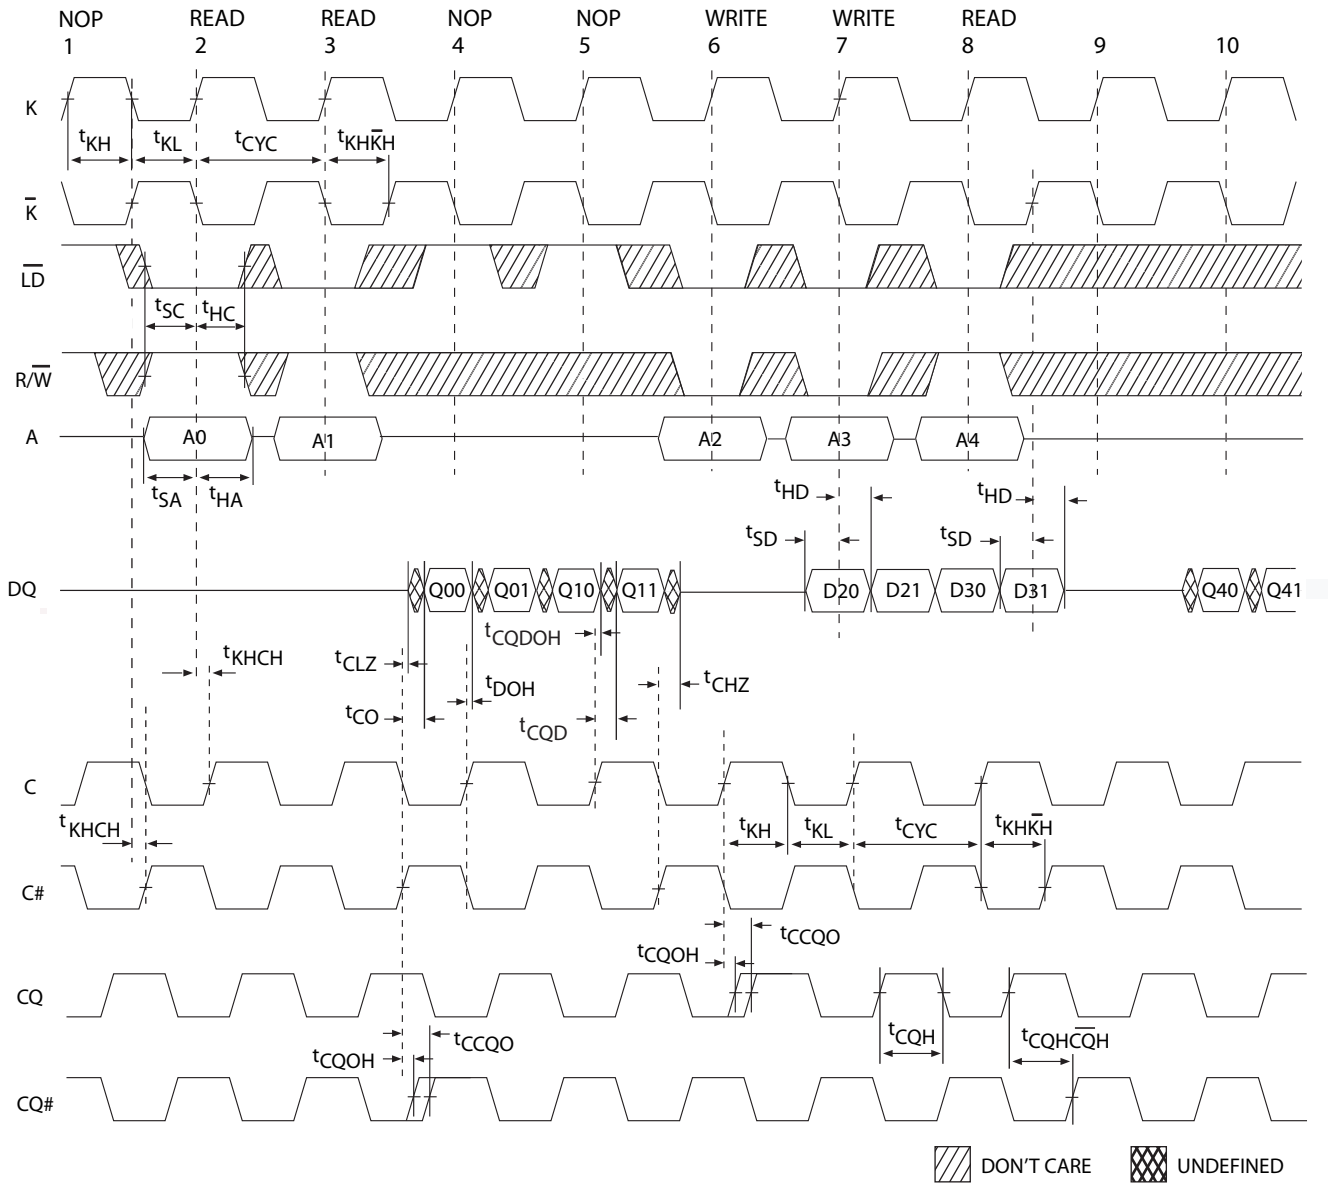 NOP READ READ NOP NOP WRITE WRITE READ
1 2 3 4 5 6 7 8 9 10
K
tKH tKL tCYC tKHK̅H
K̅
L̅D̅
tSC tHC
R/W̅
A A0 A1 A2 A3 A4
tSA tHA tHD tHD
tSD tSD
DQ Q00 Q01 Q10 Q11 D20 D21 D30 D31 Q40 Q41
tCQDOH
tKHCH tCLZ tDOH tCHZ
tCO tCQD
C
tKHCH tKH tKL tCYC tKHK̅H
C#
tCCQO
tCQOH
CQ
tCCQO tCQH tCQHC̅Q̅H
tCQOH
CQ#
DON'T CARE UNDEFINED